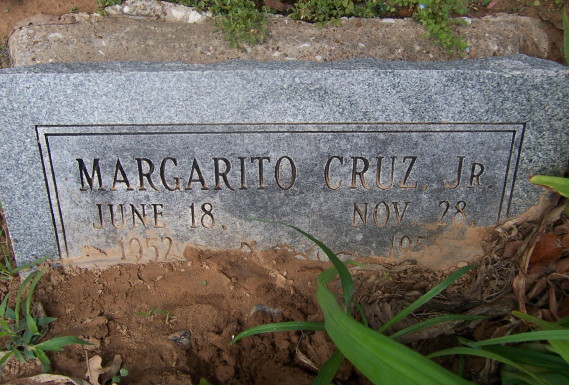 MARGARITO CRUZ, JR.
JUNE 18, NOV. 28
1952